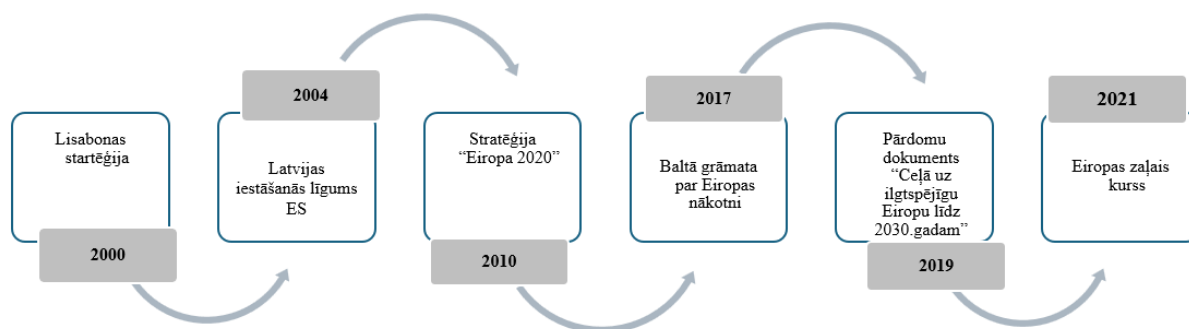 Lisabonas
startēģija
2000
2004
Latvijas
iestāšanās līgums
ES
Stratēģija
“Eiropa 2020”
2010
2017
Baltā grāmata
par Eiropas
nākotni
Pārdomu
dokuments
“Ceļā uz
ilgtspējīgu
Eiropu līdz
2030.gadam”
2019
2021
Eiropas zaļais
kurss